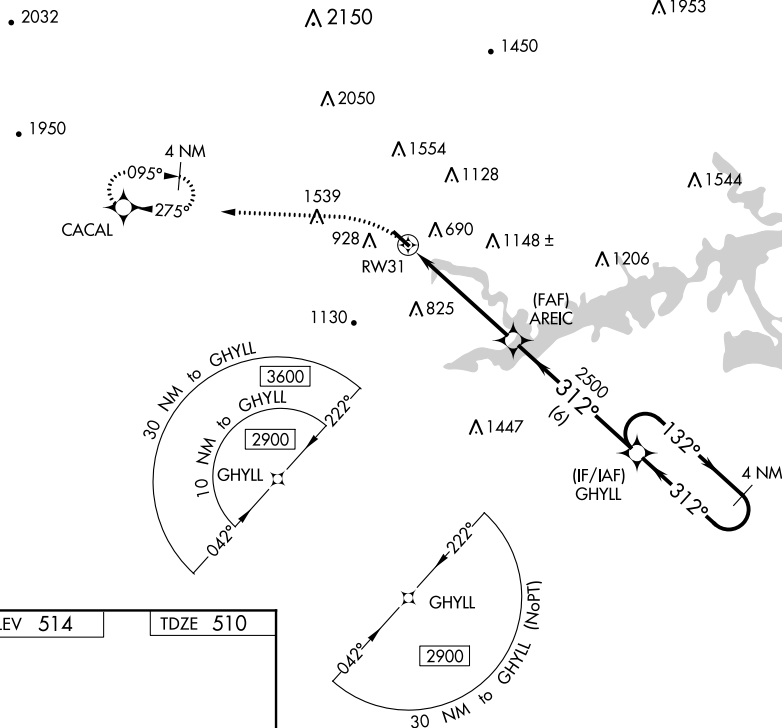 2032
2150
1953
1450
2050
1950
1554
4 NM
095°
1128
1544
275°
1539
CACAL
928
690
1148 ±
RW31
1206
(FAF)
AREIC
825
1130
30 NM to GHYLL
3600
2500
312°
(6)
10 NM to GHYLL
222°
2900
1447
132°
GHYLL
4 NM
(IF/IAF)
GHYLL
312°
042°
222°
GHYLL
LEV 514
TDZE 510
042°
2900
30 NM to GHYLL (NoPT)